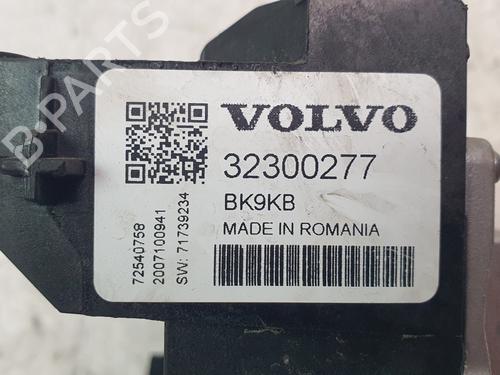 VOLVO
32300277
BK9KB
MADE IN ROMANIA
72540758
2007100941
SW: 71739234
B-PARTS